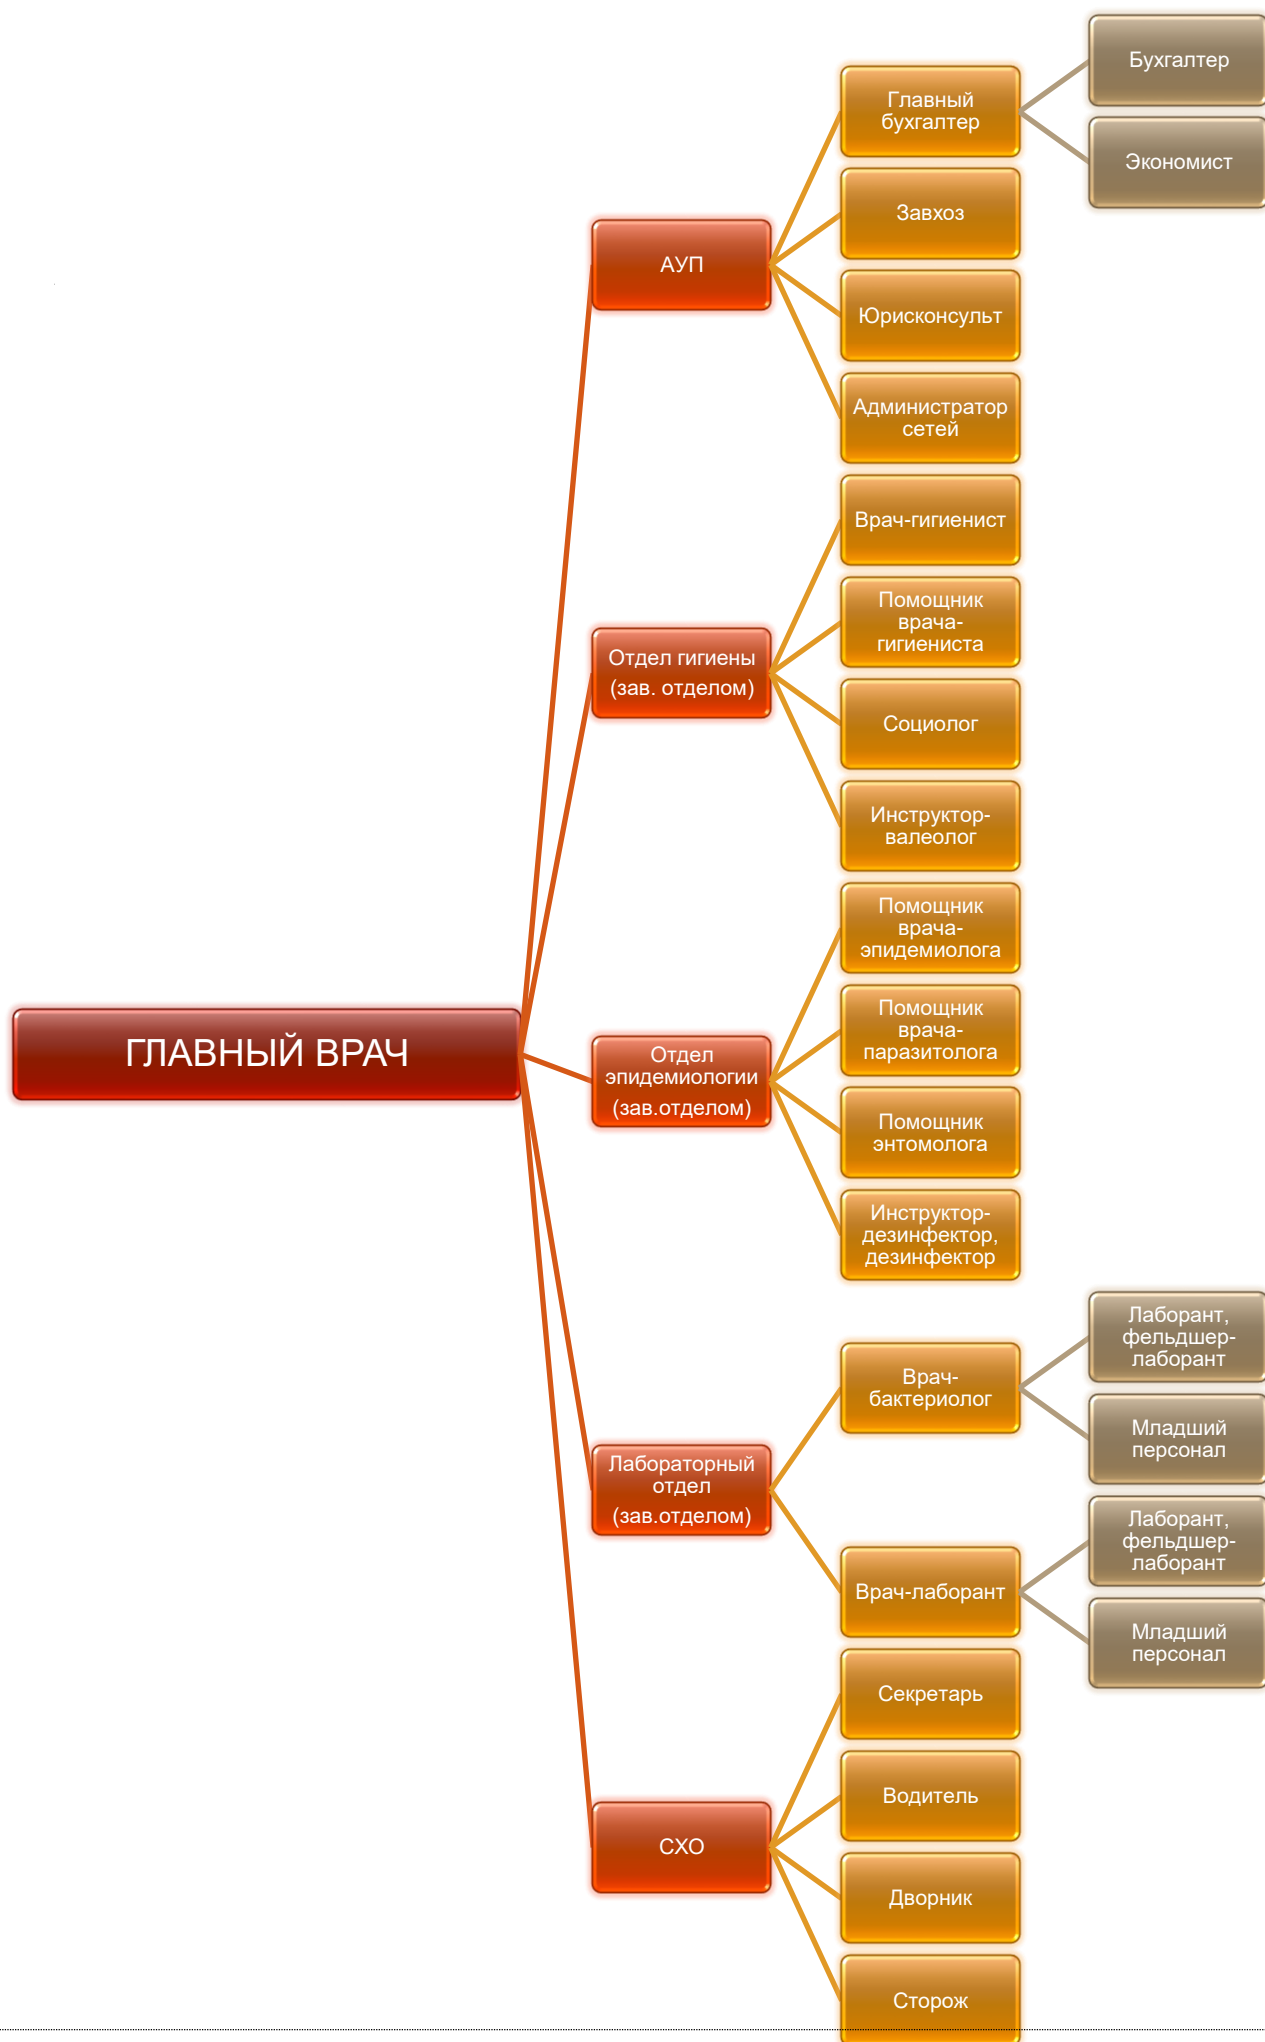 Бухгалтер
Главный
бухгалтер
Экономист
Завхоз
АУП
Юрисконсульт
Администратор
сетей
Врач-гигиенист
Помощник
врача-
гигиениста
Отдел гигиены
(зав. отделом)
Социолог
Инструктор-
валеолог
Помощник
врача-
эпидемиолога
ГЛАВНЫЙ ВРАЧ
Помощник
врача-
паразитолога
Отдел
эпидемиологии
(зав.отделом)
Помощник
энтомолога
Инструктор-
дезинфектор,
дезинфектор
Лаборант,
фельдшер-
лаборант
Врач-
бактериолог
Младший
персонал
Лабораторный
отдел
(зав.отделом)
Лаборант,
фельдшер-
лаборант
Врач-лаборант
Младший
персонал
Секретарь
Водитель
СХО
Дворник
Сторож